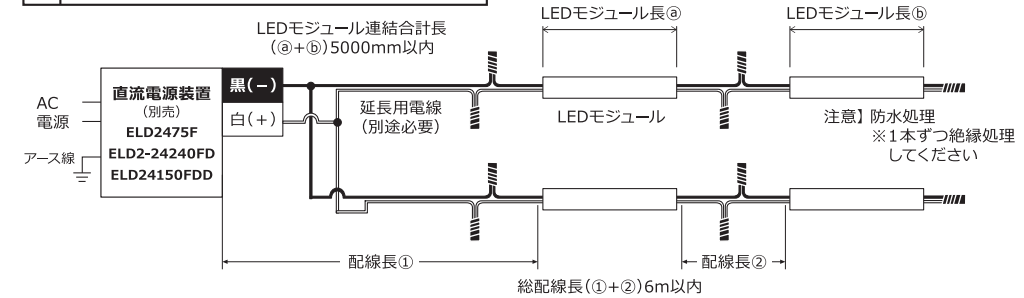 LEDモジュール連結合計長
(ⓐ+ⓑ)5000mm以内
LEDモジュール長ⓐ
LEDモジュール長ⓑ
AC
電源
アース線
直流電源装置
(別売)
ELD2475F
ELD2-24240FD
ELD24150FDD
黒(−)
白(+)
延長用電線
(別途必要)
LEDモジュール
注意】防水処理
※1本ずつ絶縁処理
してください
配線長①
配線長②
総配線長(①+②)6m以内